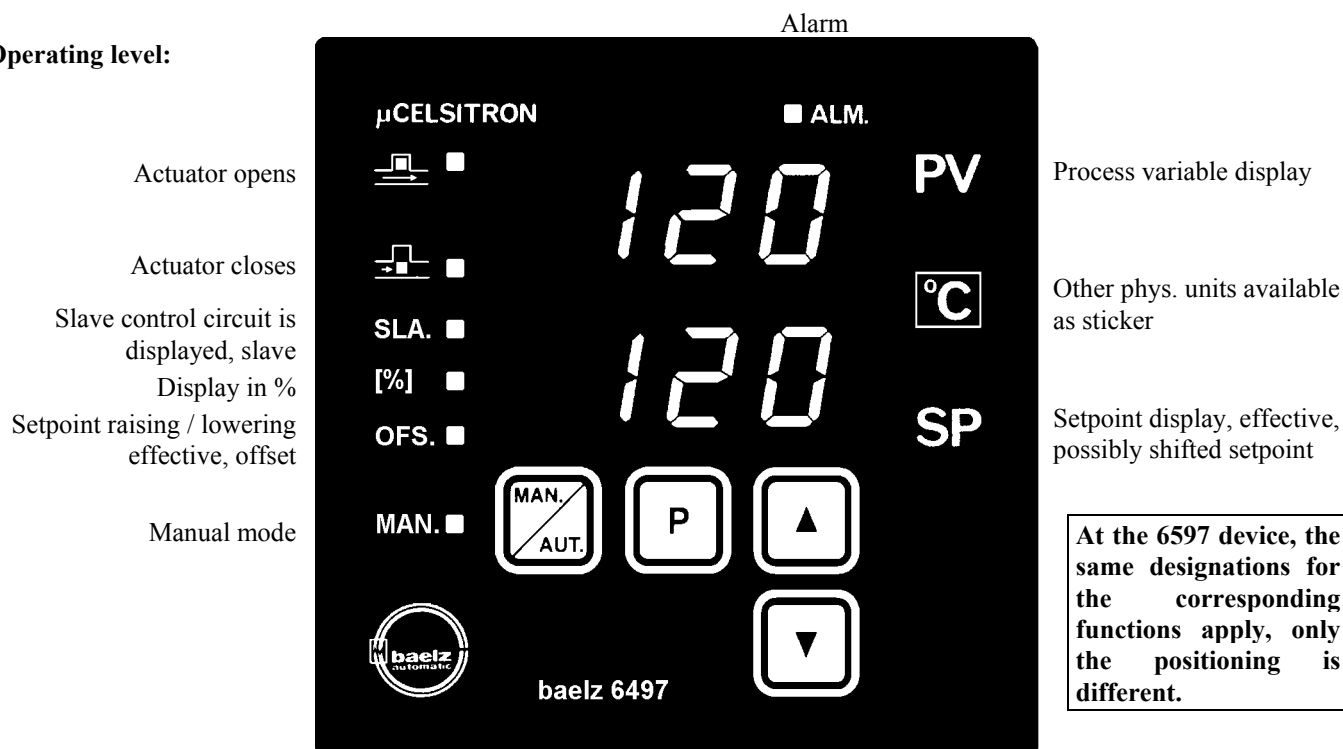 Alarm
Operating level:
µCELSITRON
ALM.
Actuator opens
120
PV
Process variable display
Actuator closes
°C
Other phys. units available
as sticker
Slave control circuit is
displayed, slave
SLA.
120
Display in %
[%]
Setpoint raising / lowering
effective, offset
OFS.
SP
Setpoint display, effective,
possibly shifted setpoint
Manual mode
MAN.
MAN.
AUT.
P
At the 6597 device, the
same designations for
the corresponding
functions apply, only
the positioning is
different.
baelz
automatic
baelz 6497